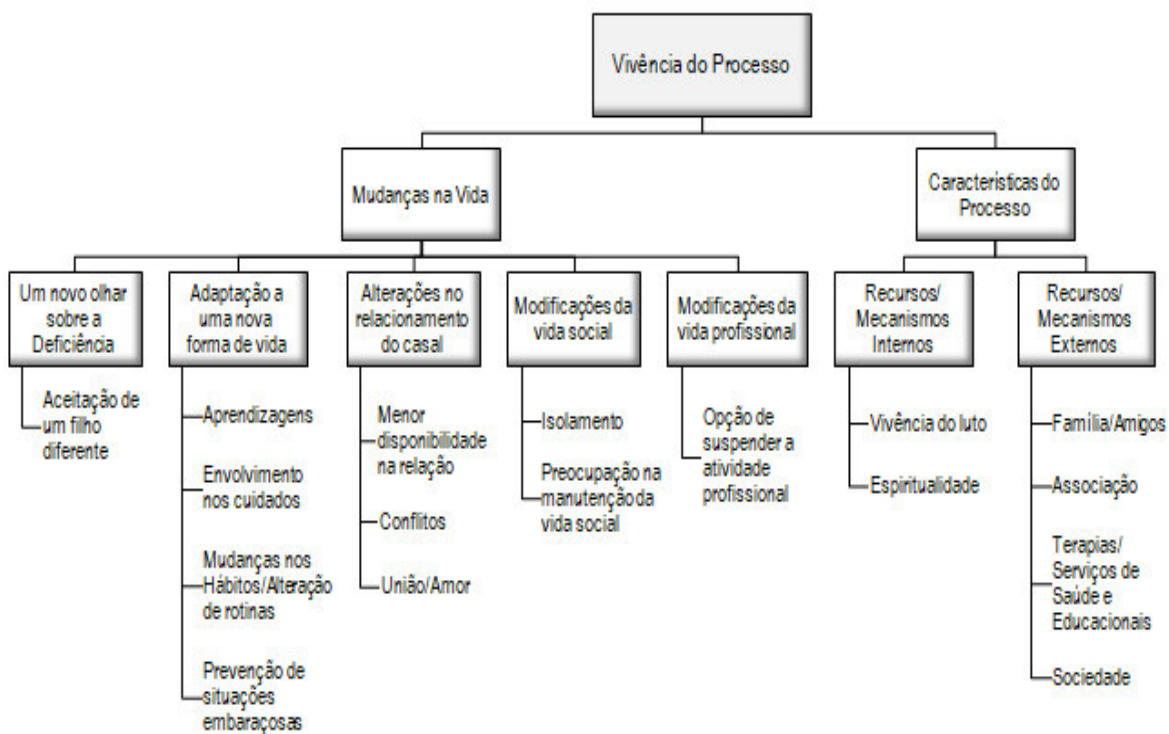 Vivência do Processo
Mudanças na Vida
Características do
Processo
Um novo olhar
sobre a
Deficiência
Adaptação a
uma nova
forma de vida
Alterações no
relacionamento
do casal
Modificações da
vida social
Modificações da
vida profissional
Recursos/
Mecanismos
Internos
Recursos/
Mecanismos
Externos
Aceitação de
um filho
diferente
Aprendizagens
Envolvimento
nos cuidados
Mudanças nos
Hábitos/Alteração
de rotinas
Prevenção de
situações
embaraçosas
Menor
disponibilidade
na relação
Conflitos
União/Amor
Isolamento
Preocupação na
manutenção da
vida social
Opção de
suspender a
atividade
profissional
Vivência do luto
Espiritualidade
Família/Amigos
Associação
Terapias/
Serviços de
Saúde e
Educacionais
Sociedade